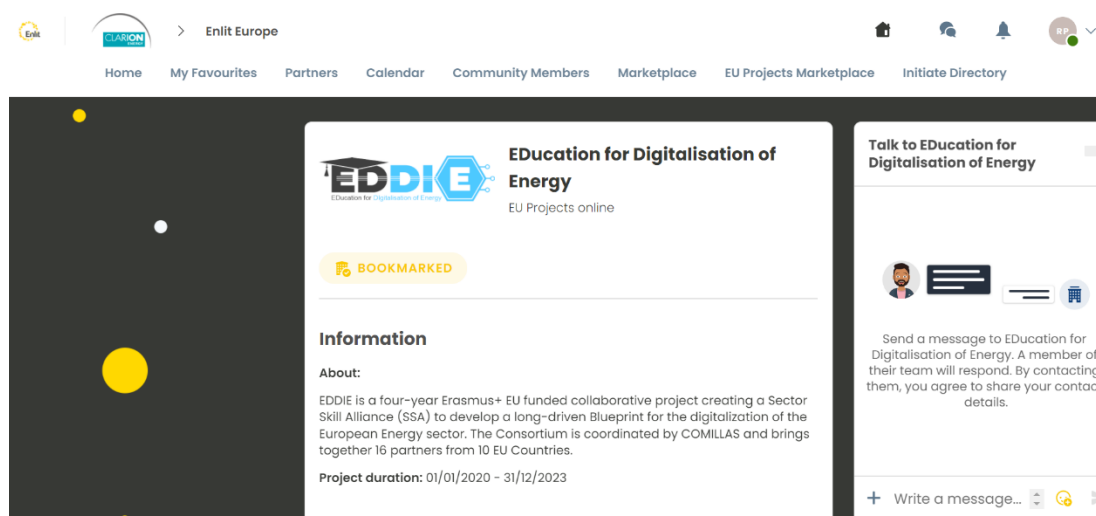 Enlit
CLARION
ENERGY
> Enlit Europe
RP
Home My Favourites Partners Calendar Community Members Marketplace EU Projects Marketplace Initiate Directory
EDDIE
EDucation for Digitalisation of Energy
EDucation for Digitalisation of
Energy
EU Projects online
BOOKMARKED
Information
About:
EDDIE is a four-year Erasmus+ EU funded collaborative project creating a Sector
Skill Alliance (SSA) to develop a long-driven Blueprint for the digitalization of the
European Energy sector. The Consortium is coordinated by COMILLAS and brings
together 16 partners from 10 EU Countries.
Project duration: 01/01/2020 - 31/12/2023
Talk to EDucation for
Digitalisation of Energy
Send a message to EDucation for
Digitalisation of Energy. A member of
their team will respond. By contacting
them, you agree to share your contac
details.
+ Write a message...